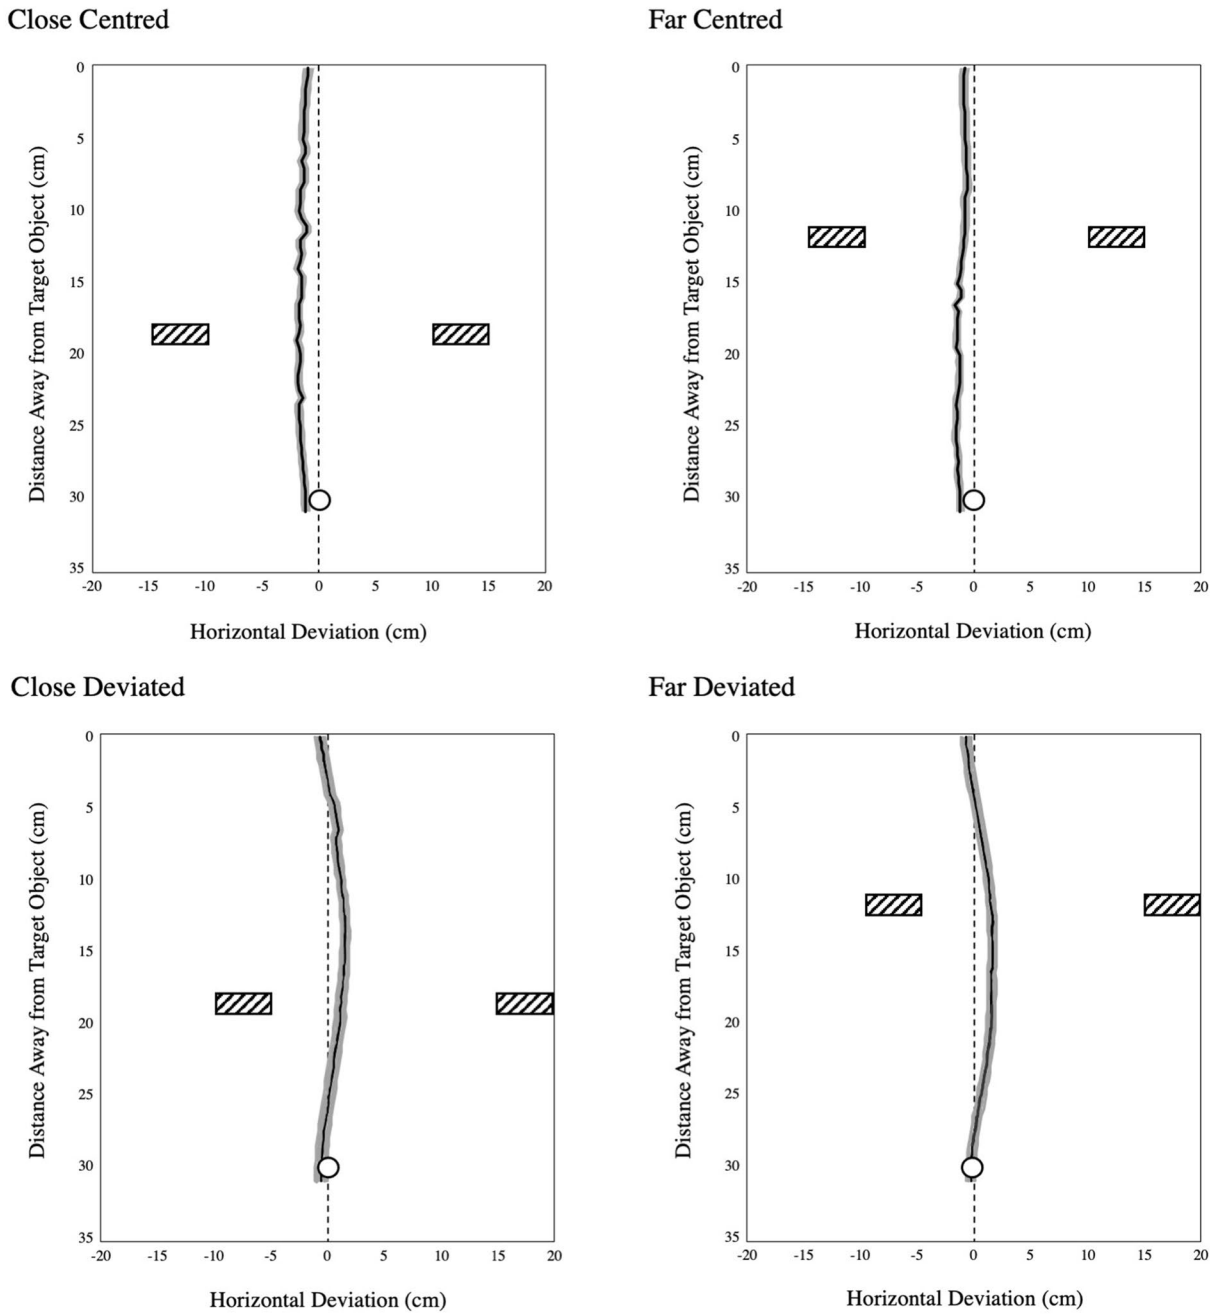 Close Centred
0
5
10
15
20
25
30
35
-20 -15 -10 -5 0 5 10 15 20
Distance Away from Target Object (cm)
Horizontal Deviation (cm)
Far Centred
0
5
10
15
20
25
30
35
-20 -15 -10 -5 0 5 10 15 20
Distance Away from Target Object (cm)
Horizontal Deviation (cm)
Close Deviated
0
5
10
15
20
25
30
35
-20 -15 -10 -5 0 5 10 15 20
Distance Away from Target Object (cm)
Horizontal Deviation (cm)
Far Deviated
0
5
10
15
20
25
30
35
-20 -15 -10 -5 0 5 10 15 20
Distance Away from Target Object (cm)
Horizontal Deviation (cm)